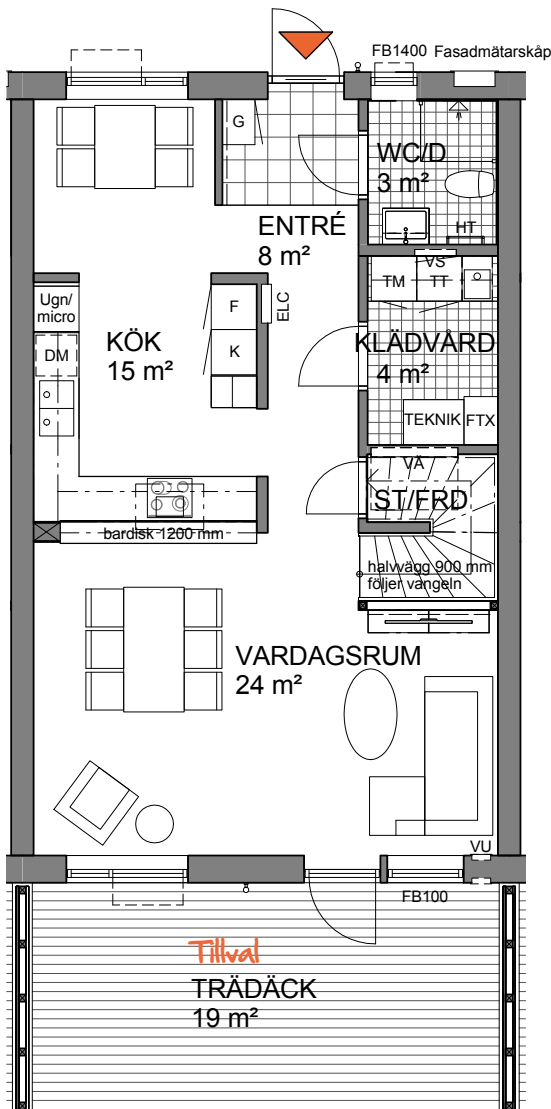 FB1400 Fasadmätarskåp
G
WC/D
3 m²
HT
ENTRÉ
8 m²
VS
TM
TT
ELC
Ugn/
micro
F
KÖK
15 m²
K
DM
KLÄDVÅRD
4 m²
TEKNIK
FTX
VÄ
ST/FRD
bardisk 1200 mm
halvvägg 900 mm
följer vangeln
VARDAGSRUM
24 m²
VU
FB100
Tillval
TRÄDÄCK
19 m²